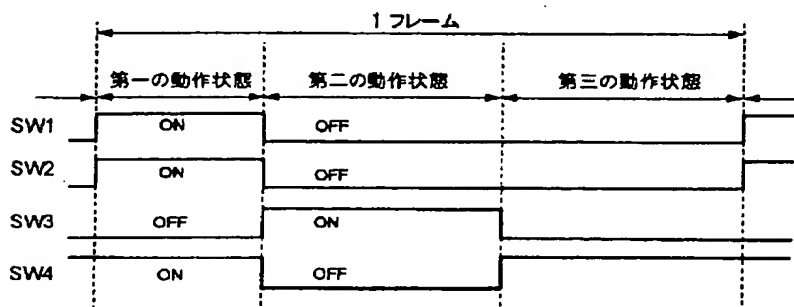 1 フレーム
第一の動作状態 第二の動作状態 第三の動作状態
SW1 ON OFF
SW2 ON OFF
SW3 OFF ON
SW4 ON OFF